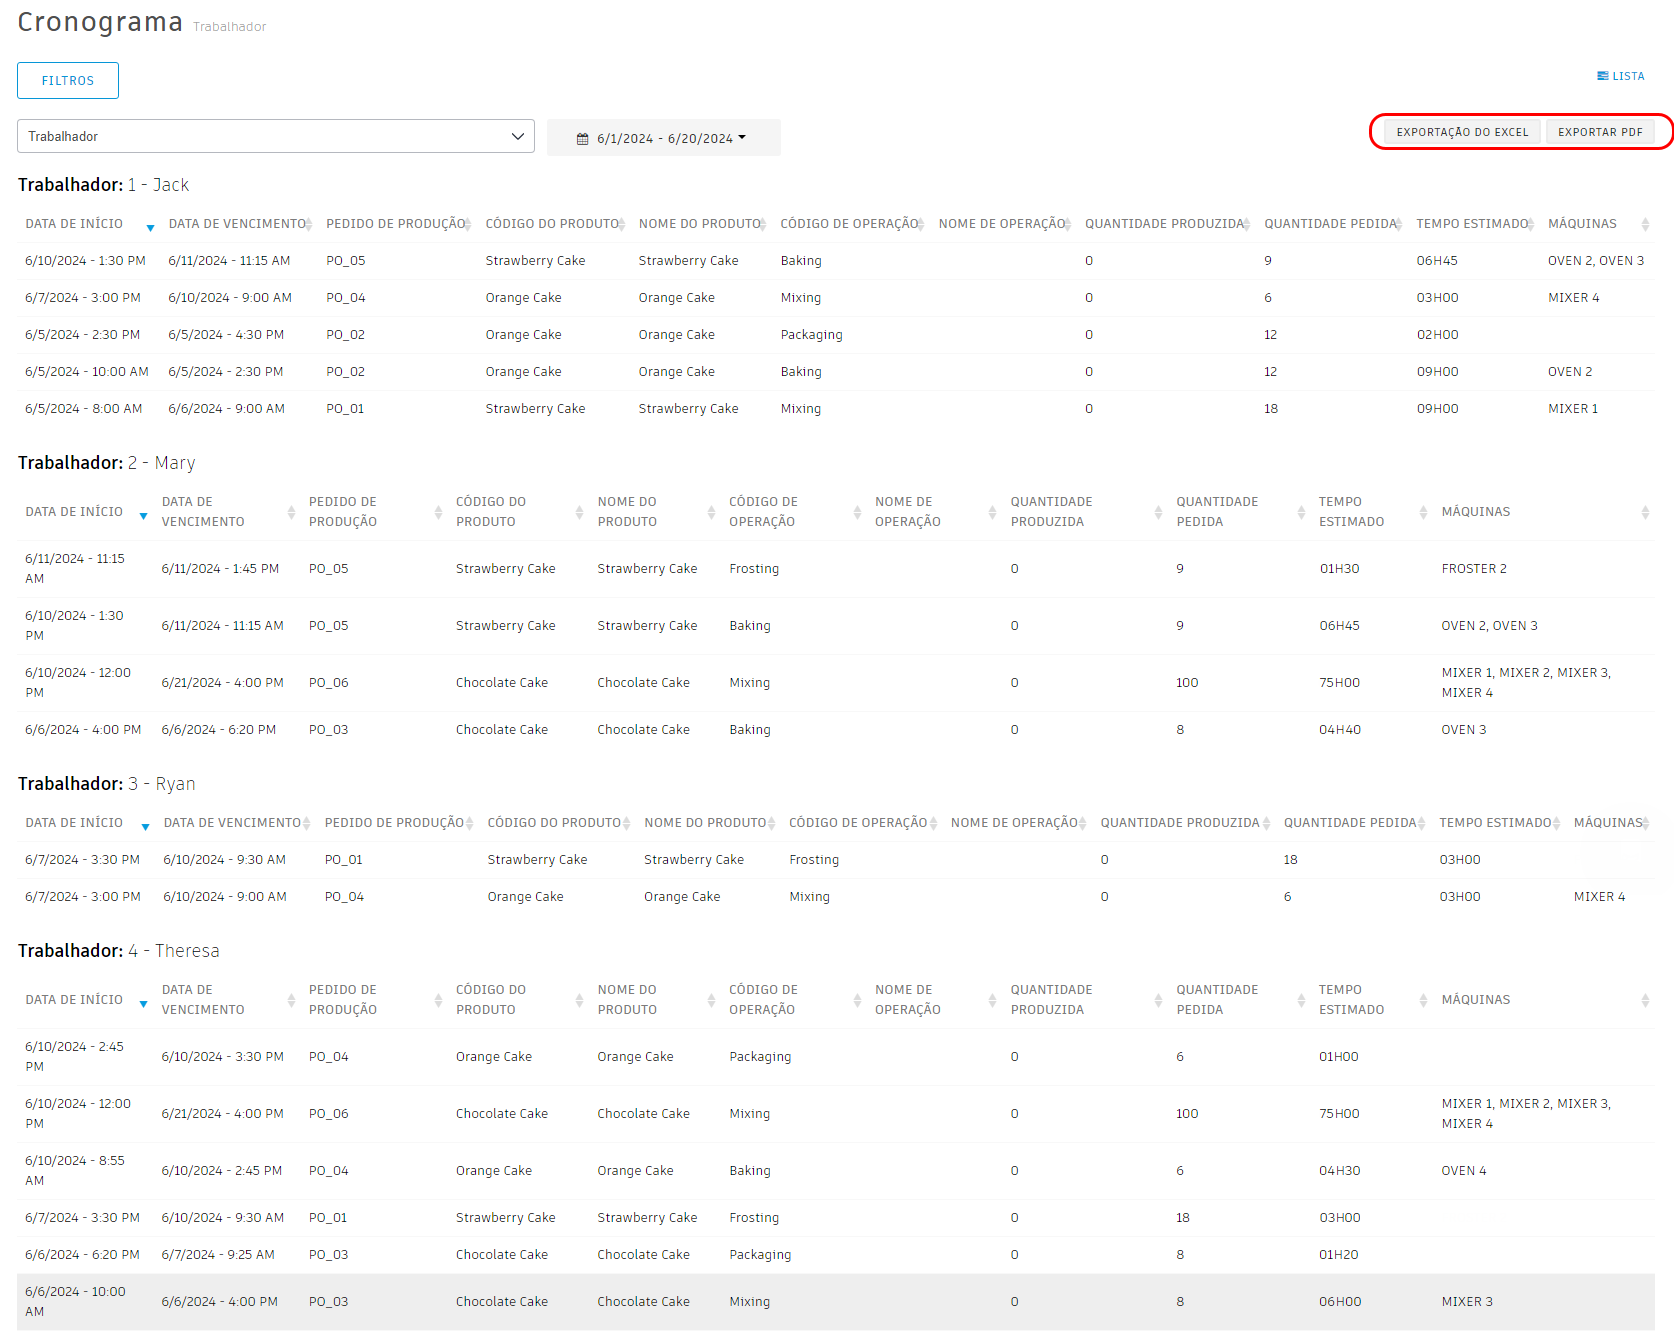 Cronograma Trabalhador
FILTROS
LISTA
Trabalhador
6/1/2024 - 6/20/2024
EXPORTAÇÃO DO EXCEL EXPORTAR PDF
Trabalhador: 1 - Jack
DATA DE INÍCIO DATA DE VENCIMENTO PEDIDO DE PRODUÇÃO CÓDIGO DO PRODUTO NOME DO PRODUTO CÓDIGO DE OPERAÇÃO NOME DE OPERAÇÃO QUANTIDADE PRODUZIDA QUANTIDADE PEDIDA TEMPO ESTIMADO MÁQUINAS
6/10/2024 - 1:30 PM 6/11/2024 - 11:15 AM PO_05 Strawberry Cake Strawberry Cake Baking 0 9 06H45 OVEN 2, OVEN 3
6/7/2024 - 3:00 PM 6/10/2024 - 9:00 AM PO_04 Orange Cake Orange Cake Mixing 0 6 03H00 MIXER 4
6/5/2024 - 2:30 PM 6/5/2024 - 4:30 PM PO_02 Orange Cake Orange Cake Packaging 0 12 02H00
6/5/2024 - 10:00 AM 6/5/2024 - 2:30 PM PO_02 Orange Cake Orange Cake Baking 0 12 09H00 OVEN 2
6/5/2024 - 8:00 AM 6/6/2024 - 9:00 AM PO_01 Strawberry Cake Strawberry Cake Mixing 0 18 09H00 MIXER 1
Trabalhador: 2 - Mary
DATA DE INÍCIO DATA DE VENCIMENTO PEDIDO DE PRODUÇÃO CÓDIGO DO PRODUTO NOME DO PRODUTO CÓDIGO DE OPERAÇÃO NOME DE OPERAÇÃO QUANTIDADE PRODUZIDA QUANTIDADE PEDIDA TEMPO ESTIMADO MÁQUINAS
6/11/2024 - 11:15 AM 6/11/2024 - 1:45 PM PO_05 Strawberry Cake Strawberry Cake Frosting 0 9 01H30 FROSTER 2
6/10/2024 - 1:30 PM 6/11/2024 - 11:15 AM PO_05 Strawberry Cake Strawberry Cake Baking 0 9 06H45 OVEN 2, OVEN 3
6/10/2024 - 12:00 PM 6/21/2024 - 4:00 PM PO_06 Chocolate Cake Chocolate Cake Mixing 0 100 75H00 MIXER 1, MIXER 2, MIXER 3, MIXER 4
6/6/2024 - 4:00 PM 6/6/2024 - 6:20 PM PO_03 Chocolate Cake Chocolate Cake Baking 0 8 04H40 OVEN 3
Trabalhador: 3 - Ryan
DATA DE INÍCIO DATA DE VENCIMENTO PEDIDO DE PRODUÇÃO CÓDIGO DO PRODUTO NOME DO PRODUTO CÓDIGO DE OPERAÇÃO NOME DE OPERAÇÃO QUANTIDADE PRODUZIDA QUANTIDADE PEDIDA TEMPO ESTIMADO MÁQUINAS
6/7/2024 - 3:30 PM 6/10/2024 - 9:30 AM PO_01 Strawberry Cake Strawberry Cake Frosting 0 18 03H00
6/7/2024 - 3:00 PM 6/10/2024 - 9:00 AM PO_04 Orange Cake Orange Cake Mixing 0 6 03H00 MIXER 4
Trabalhador: 4 - Theresa
DATA DE INÍCIO DATA DE VENCIMENTO PEDIDO DE PRODUÇÃO CÓDIGO DO PRODUTO NOME DO PRODUTO CÓDIGO DE OPERAÇÃO NOME DE OPERAÇÃO QUANTIDADE PRODUZIDA QUANTIDADE PEDIDA TEMPO ESTIMADO MÁQUINAS
6/10/2024 - 2:45 PM 6/10/2024 - 3:30 PM PO_04 Orange Cake Orange Cake Packaging 0 6 01H00
6/10/2024 - 12:00 PM 6/21/2024 - 4:00 PM PO_06 Chocolate Cake Chocolate Cake Mixing 0 100 75H00 MIXER 1, MIXER 2, MIXER 3, MIXER 4
6/10/2024 - 8:55 AM 6/10/2024 - 2:45 PM PO_04 Orange Cake Orange Cake Baking 0 6 04H30 OVEN 4
6/7/2024 - 3:30 PM 6/10/2024 - 9:30 AM PO_01 Strawberry Cake Strawberry Cake Frosting 0 18 03H00
6/6/2024 - 6:20 PM 6/7/2024 - 9:25 AM PO_03 Chocolate Cake Chocolate Cake Packaging 0 8 01H20
6/6/2024 - 10:00 AM 6/6/2024 - 4:00 PM PO_03 Chocolate Cake Chocolate Cake Mixing 0 8 06H00 MIXER 3